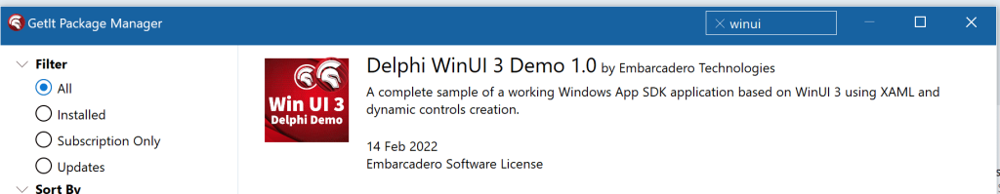 GetIt Package Manager
winui
Filter
All
Installed
Subscription Only
Updates
Sort By
Win UI 3
Delphi Demo
Delphi WinUI 3 Demo 1.0 by Embarcadero Technologies
A complete sample of a working Windows App SDK application based on WinUI 3 using XAML and
dynamic controls creation.
14 Feb 2022
Embarcadero Software License